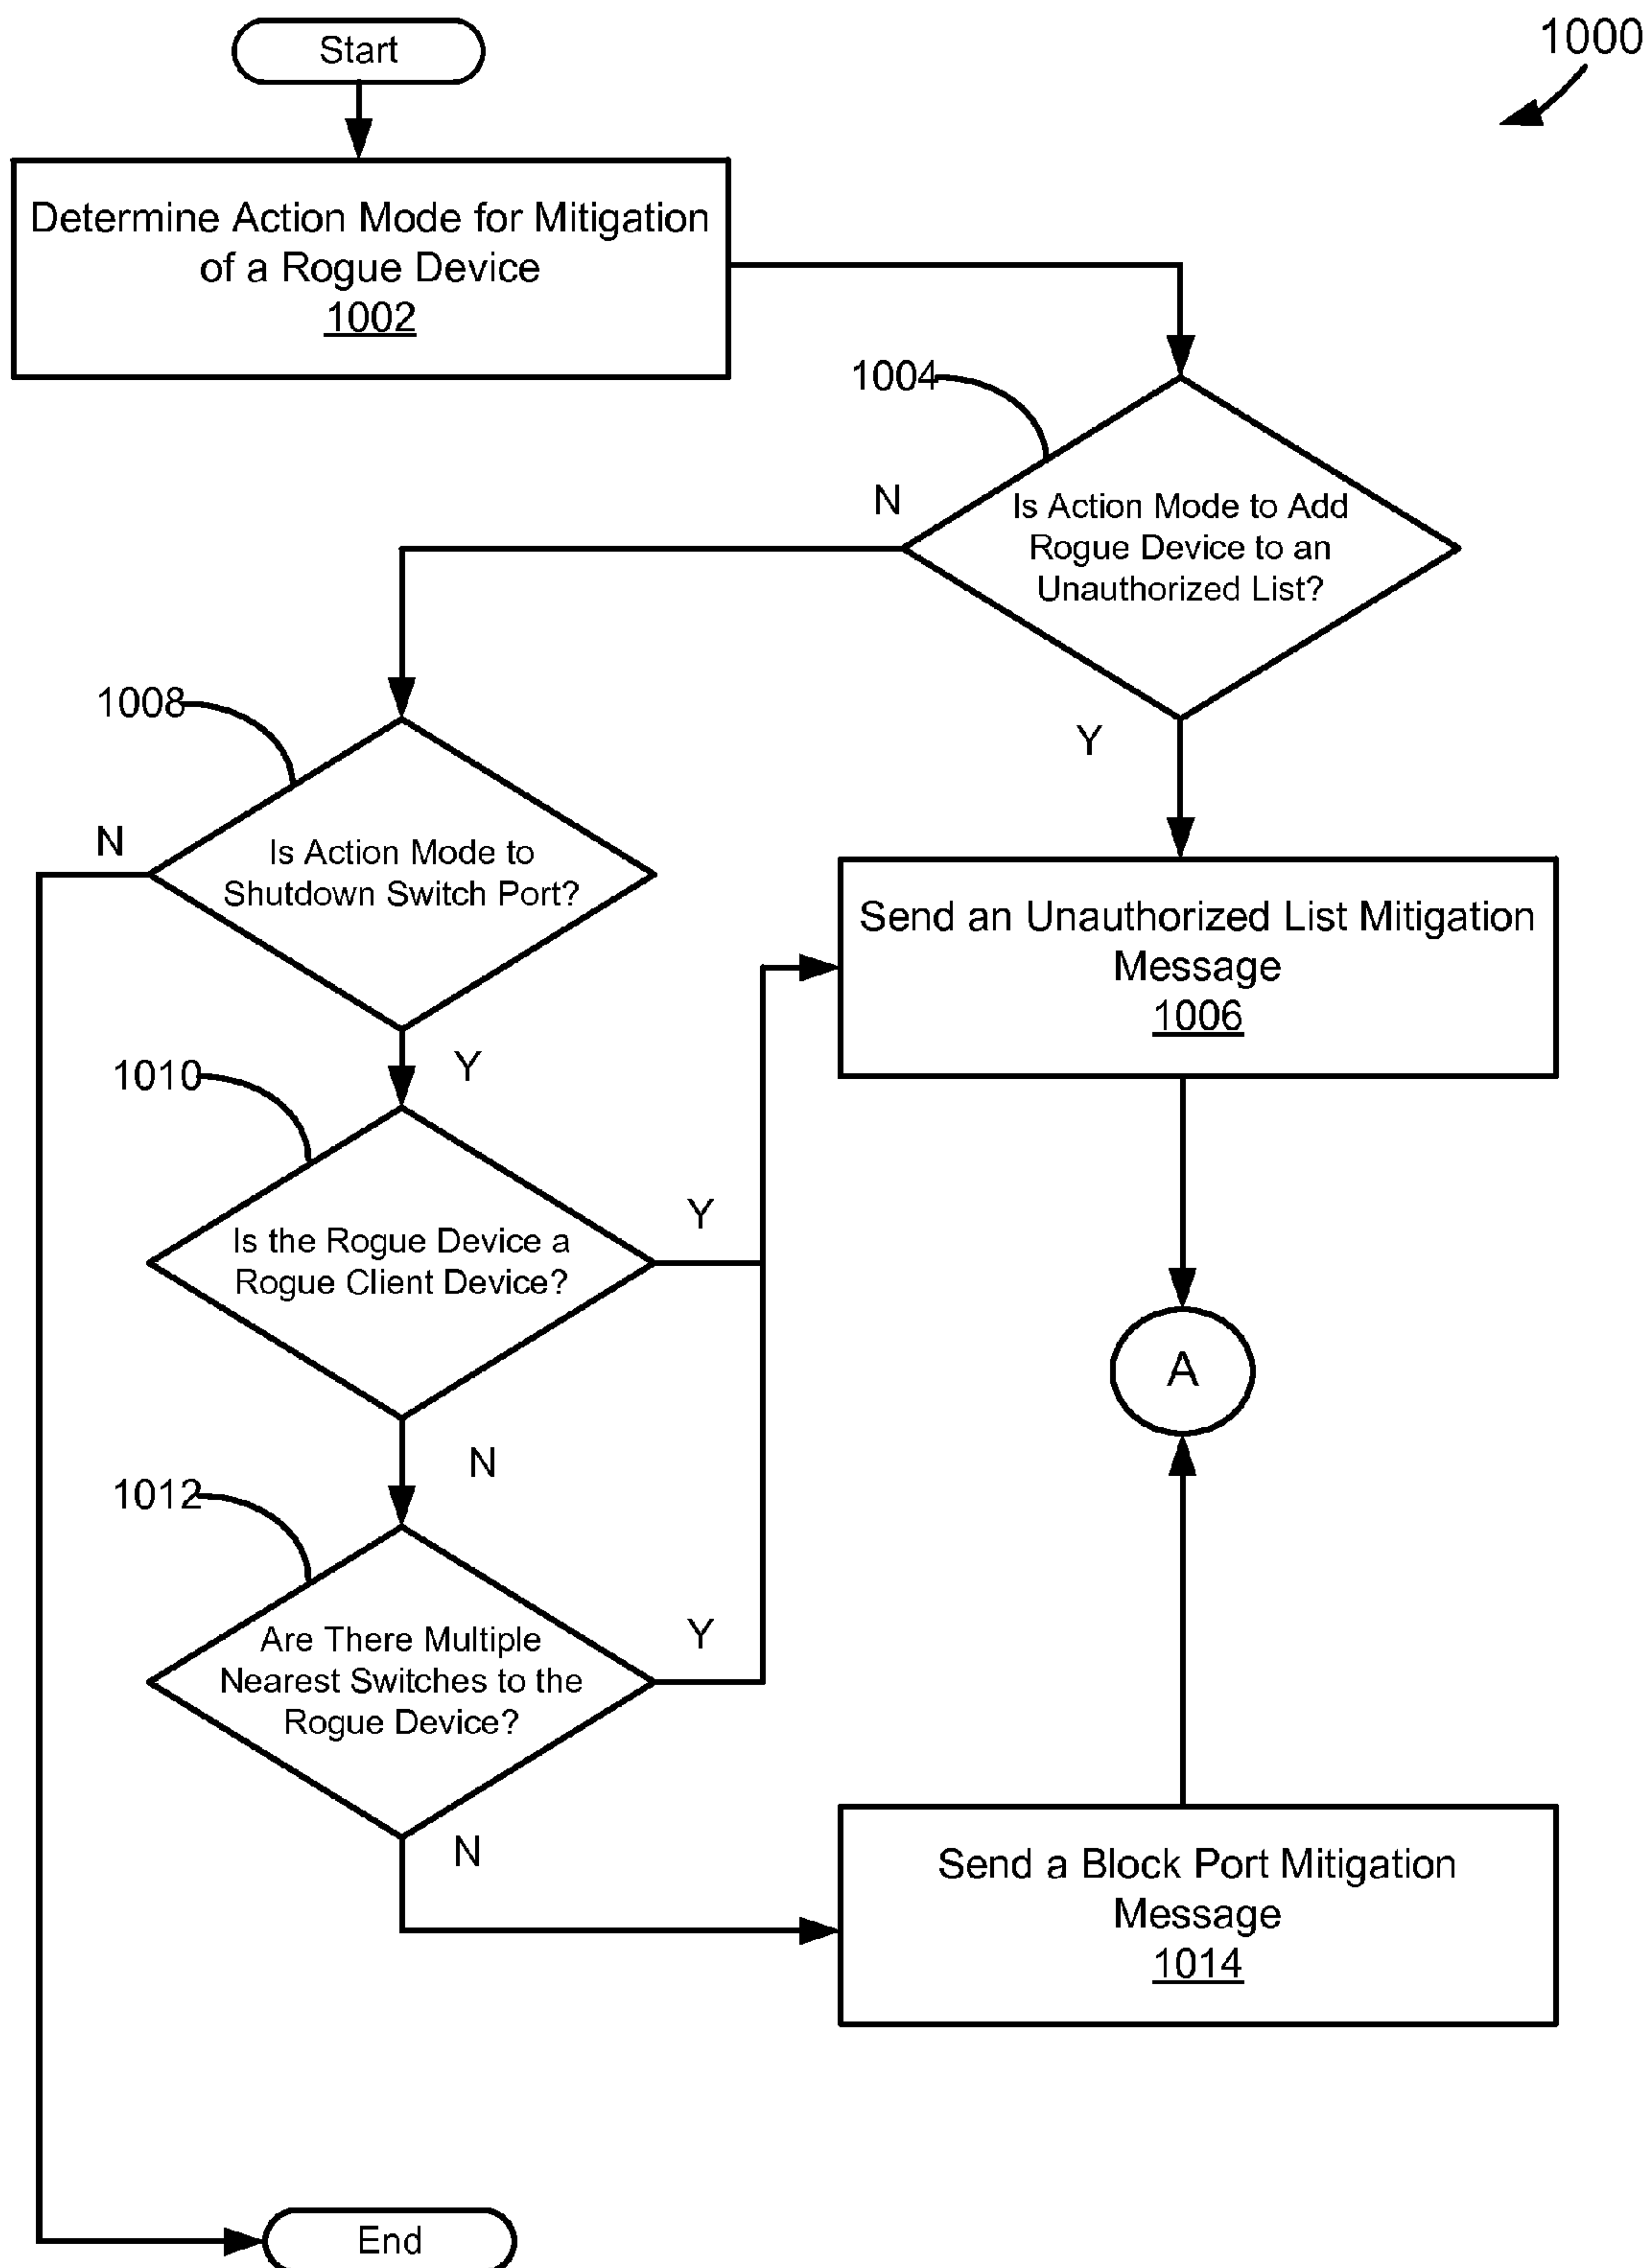 Start
1000
Determine Action Mode for Mitigation
of a Rogue Device
1002
1004
N
Is Action Mode to Add
Rogue Device to an
Unauthorized List?
Y
1008
N
Is Action Mode to
Shutdown Switch Port?
Y
Send an Unauthorized List Mitigation
Message
1006
1010
Is the Rogue Device a
Rogue Client Device?
Y
N
A
1012
Are There Multiple
Nearest Switches to the
Rogue Device?
Y
N
Send a Block Port Mitigation
Message
1014
End